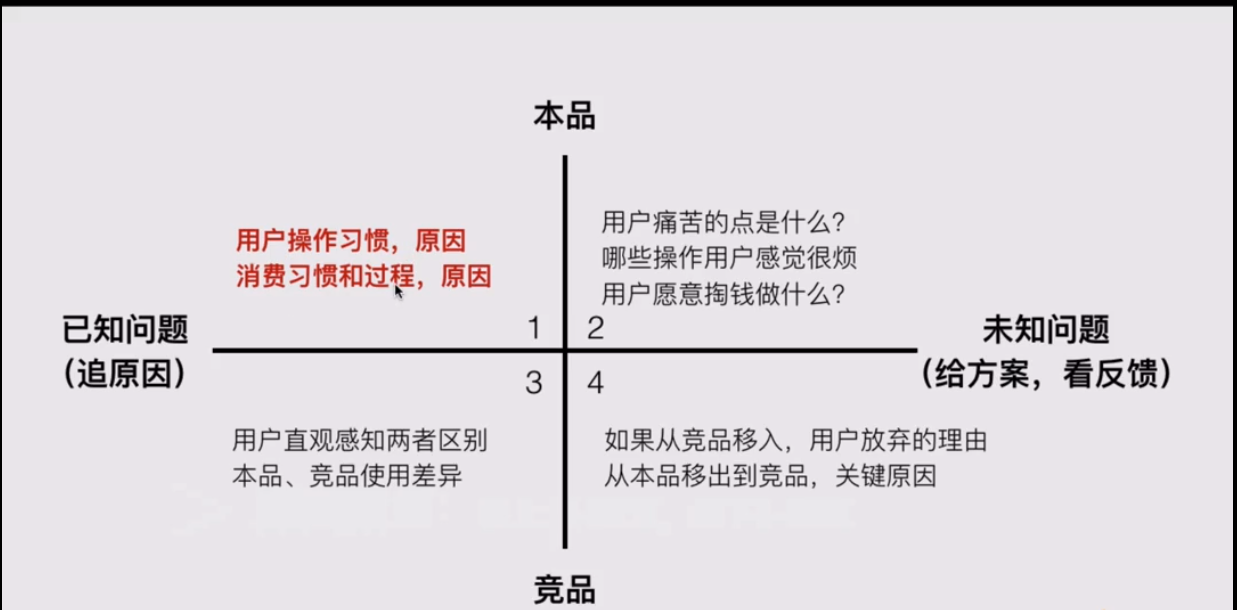 本品
用户操作习惯，原因
消费习惯和过程，原因
用户痛苦的点是什么？
哪些操作用户感觉很烦
用户愿意掏钱做什么？
已知问题
（追原因）
1
2
未知问题
（给方案，看反馈）
3
4
用户直观感知两者区别
本品、竞品使用差异
如果从竞品移入，用户放弃的理由
从本品移出到竞品，关键原因
竞品